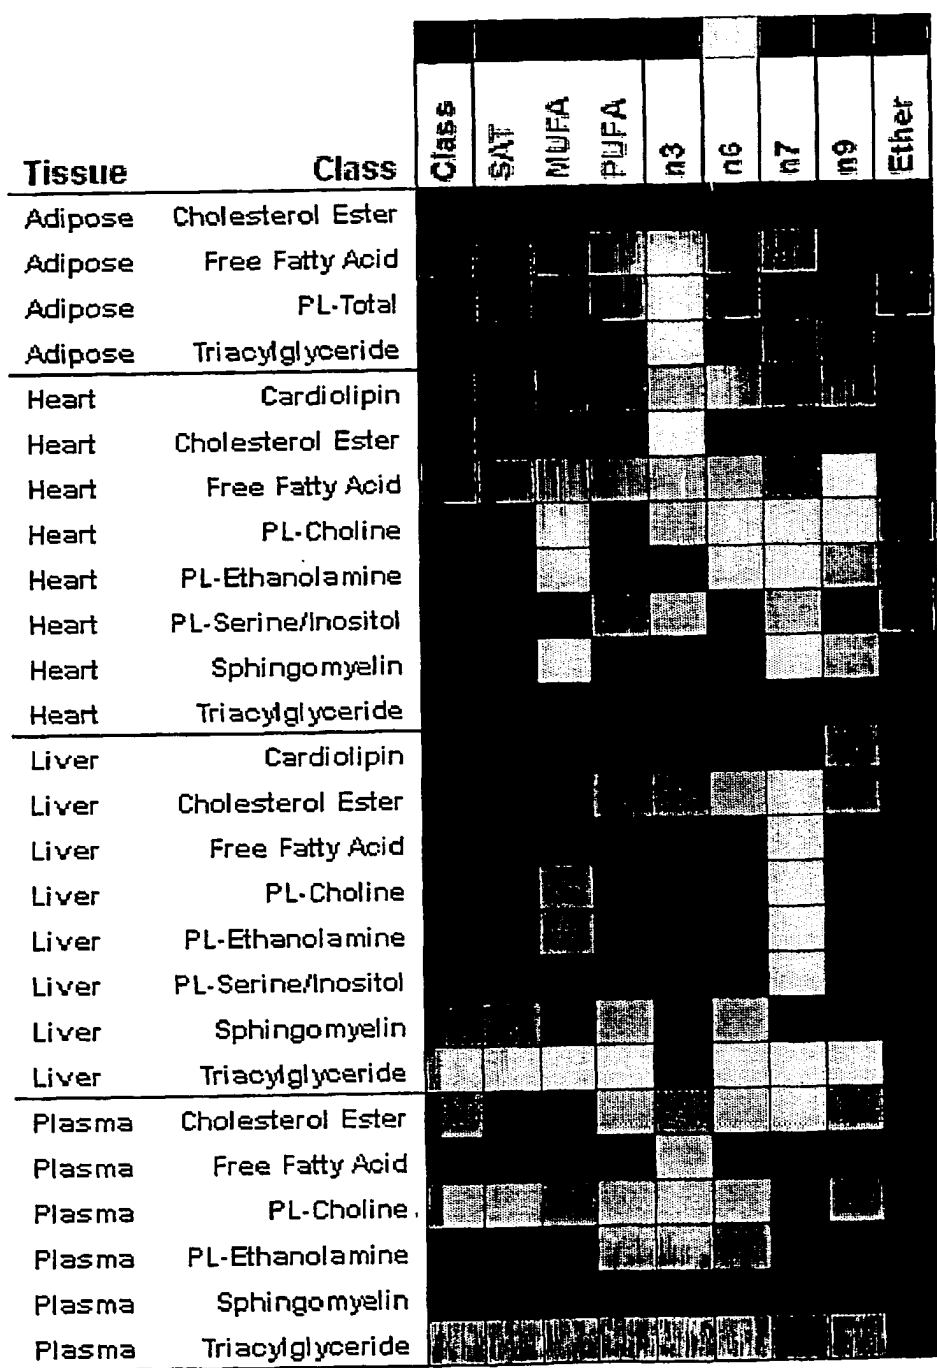 Class SAT MUFA PUFA n3 n6 n7 n9 Ether
Tissue Class
Adipose Cholesterol Ester
Adipose Free Fatty Acid
Adipose PL-Total
Adipose Triacylglyceride
Heart Cardiolipin
Heart Cholesterol Ester
Heart Free Fatty Acid
Heart PL-Choline
Heart PL-Ethanolamine
Heart PL-Serine/Inositol
Heart Sphingomyelin
Heart Triacylglyceride
Liver Cardiolipin
Liver Cholesterol Ester
Liver Free Fatty Acid
Liver PL-Choline
Liver PL-Ethanolamine
Liver PL-Serine/Inositol
Liver Sphingomyelin
Liver Triacylglyceride
Plasma Cholesterol Ester
Plasma Free Fatty Acid
Plasma PL-Choline
Plasma PL-Ethanolamine
Plasma Sphingomyelin
Plasma Triacylglyceride